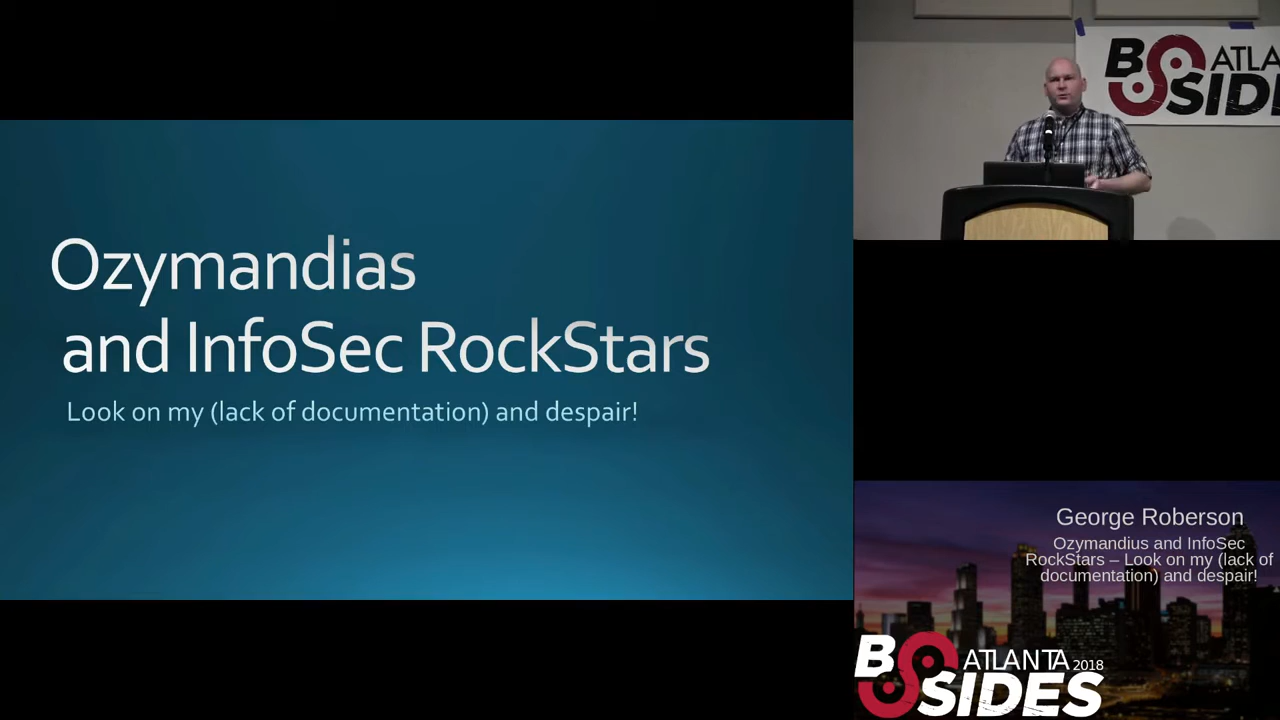 Ozymandias
and InfoSec RockStars
Look on my (lack of documentation) and despair!
B ATLA
SIDE
George Roberson
Ozymandius and InfoSec
RockStars – Look on my (lack of
documentation) and despair!
B ATLANTA 2018
SIDES